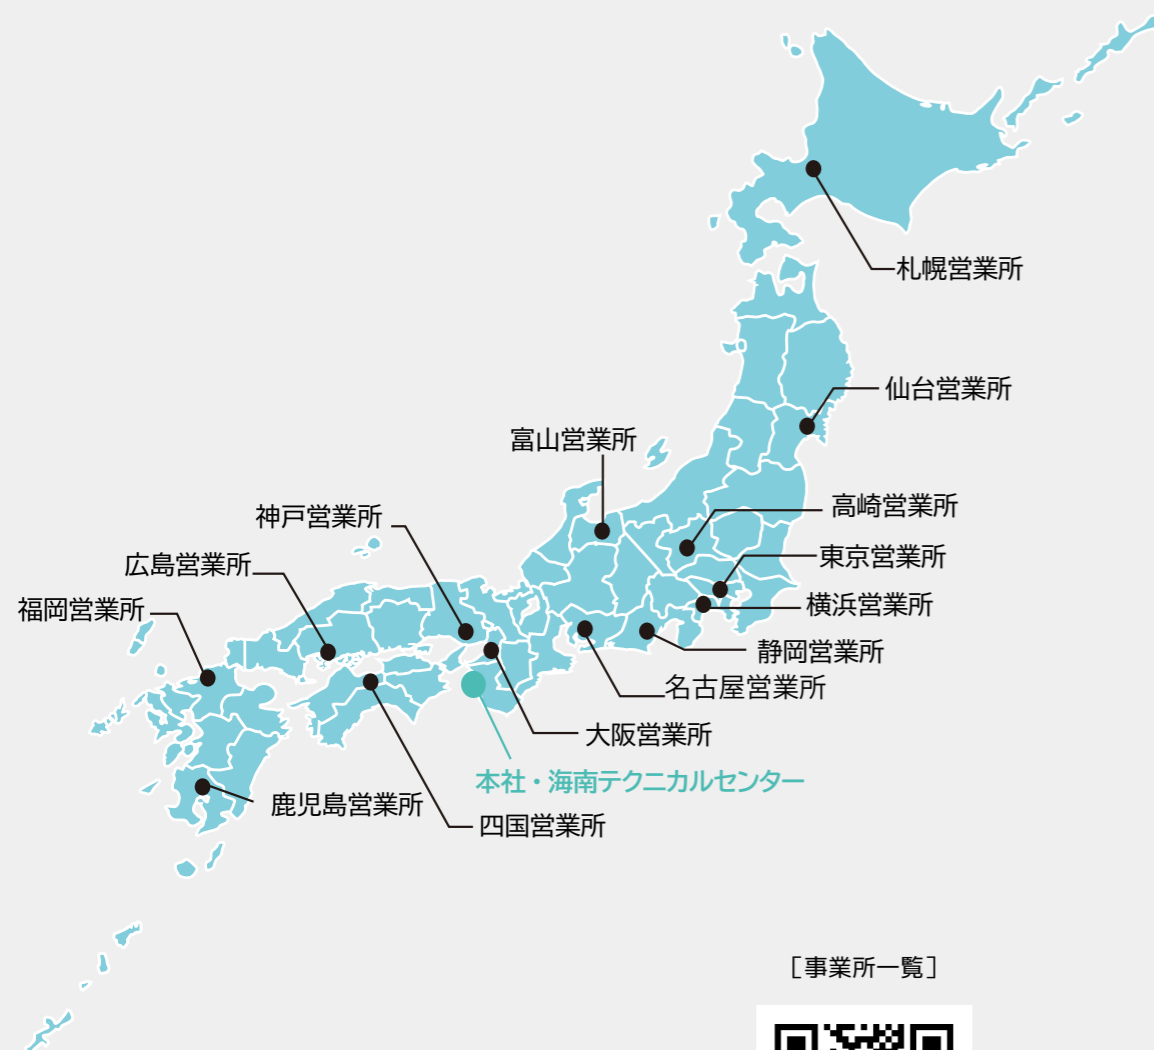 札幌営業所
仙台営業所
富山営業所
高崎営業所
神戸営業所
東京営業所
広島営業所
横浜営業所
福岡営業所
静岡営業所
名古屋営業所
大阪営業所
本社・海南テクニカルセンター
鹿児島営業所
四国営業所
［事業所一覧］